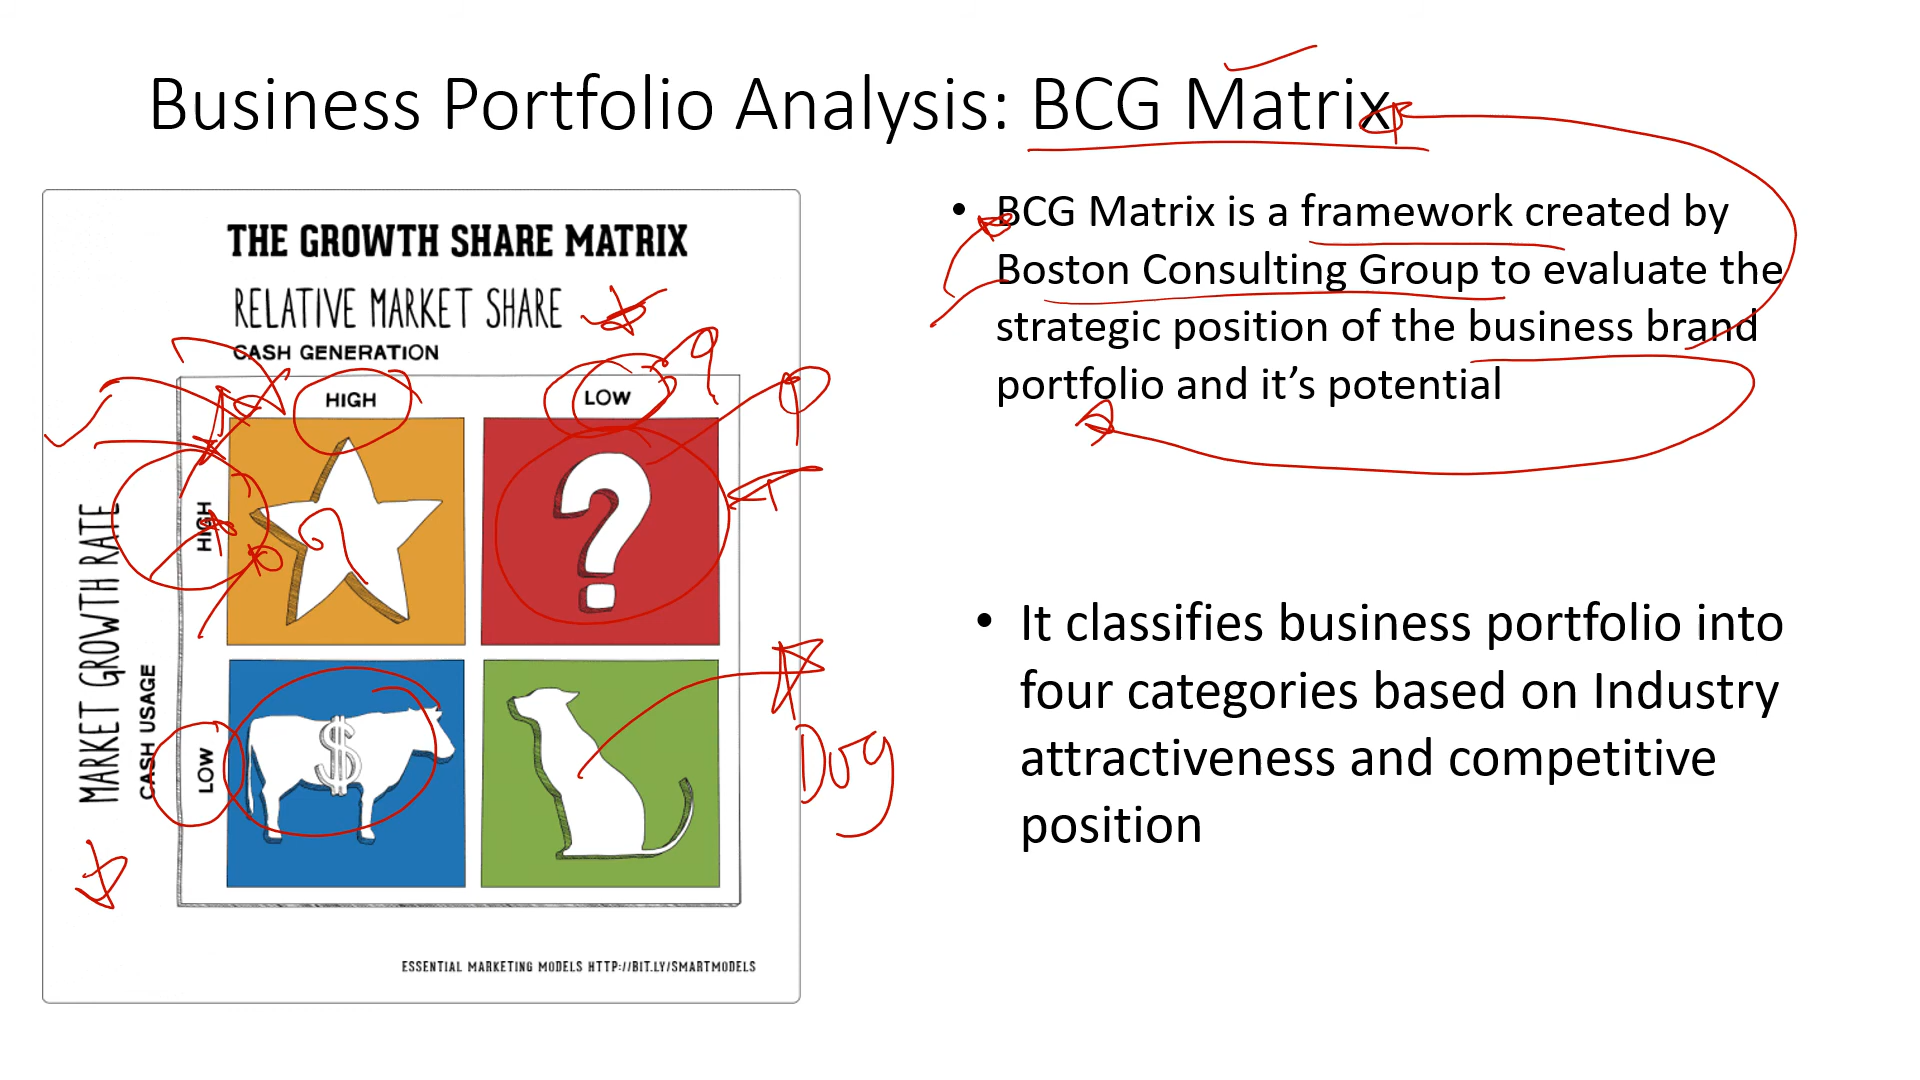 Business Portfolio Analysis: BCG Matrix
THE GROWTH SHARE MATRIX
RELATIVE MARKET SHARE
CASH GENERATION
HIGH
LOW
MARKET GROWTH RATE
CASH USAGE
HIGH
LOW
$
?
Dog
ESSENTIAL MARKETING MODELS HTTP://BIT.LY/SMARTMODELS
• BCG Matrix is a framework created by
Boston Consulting Group to evaluate the
strategic position of the business brand
portfolio and it's potential
• It classifies business portfolio into
four categories based on Industry
attractiveness and competitive
position